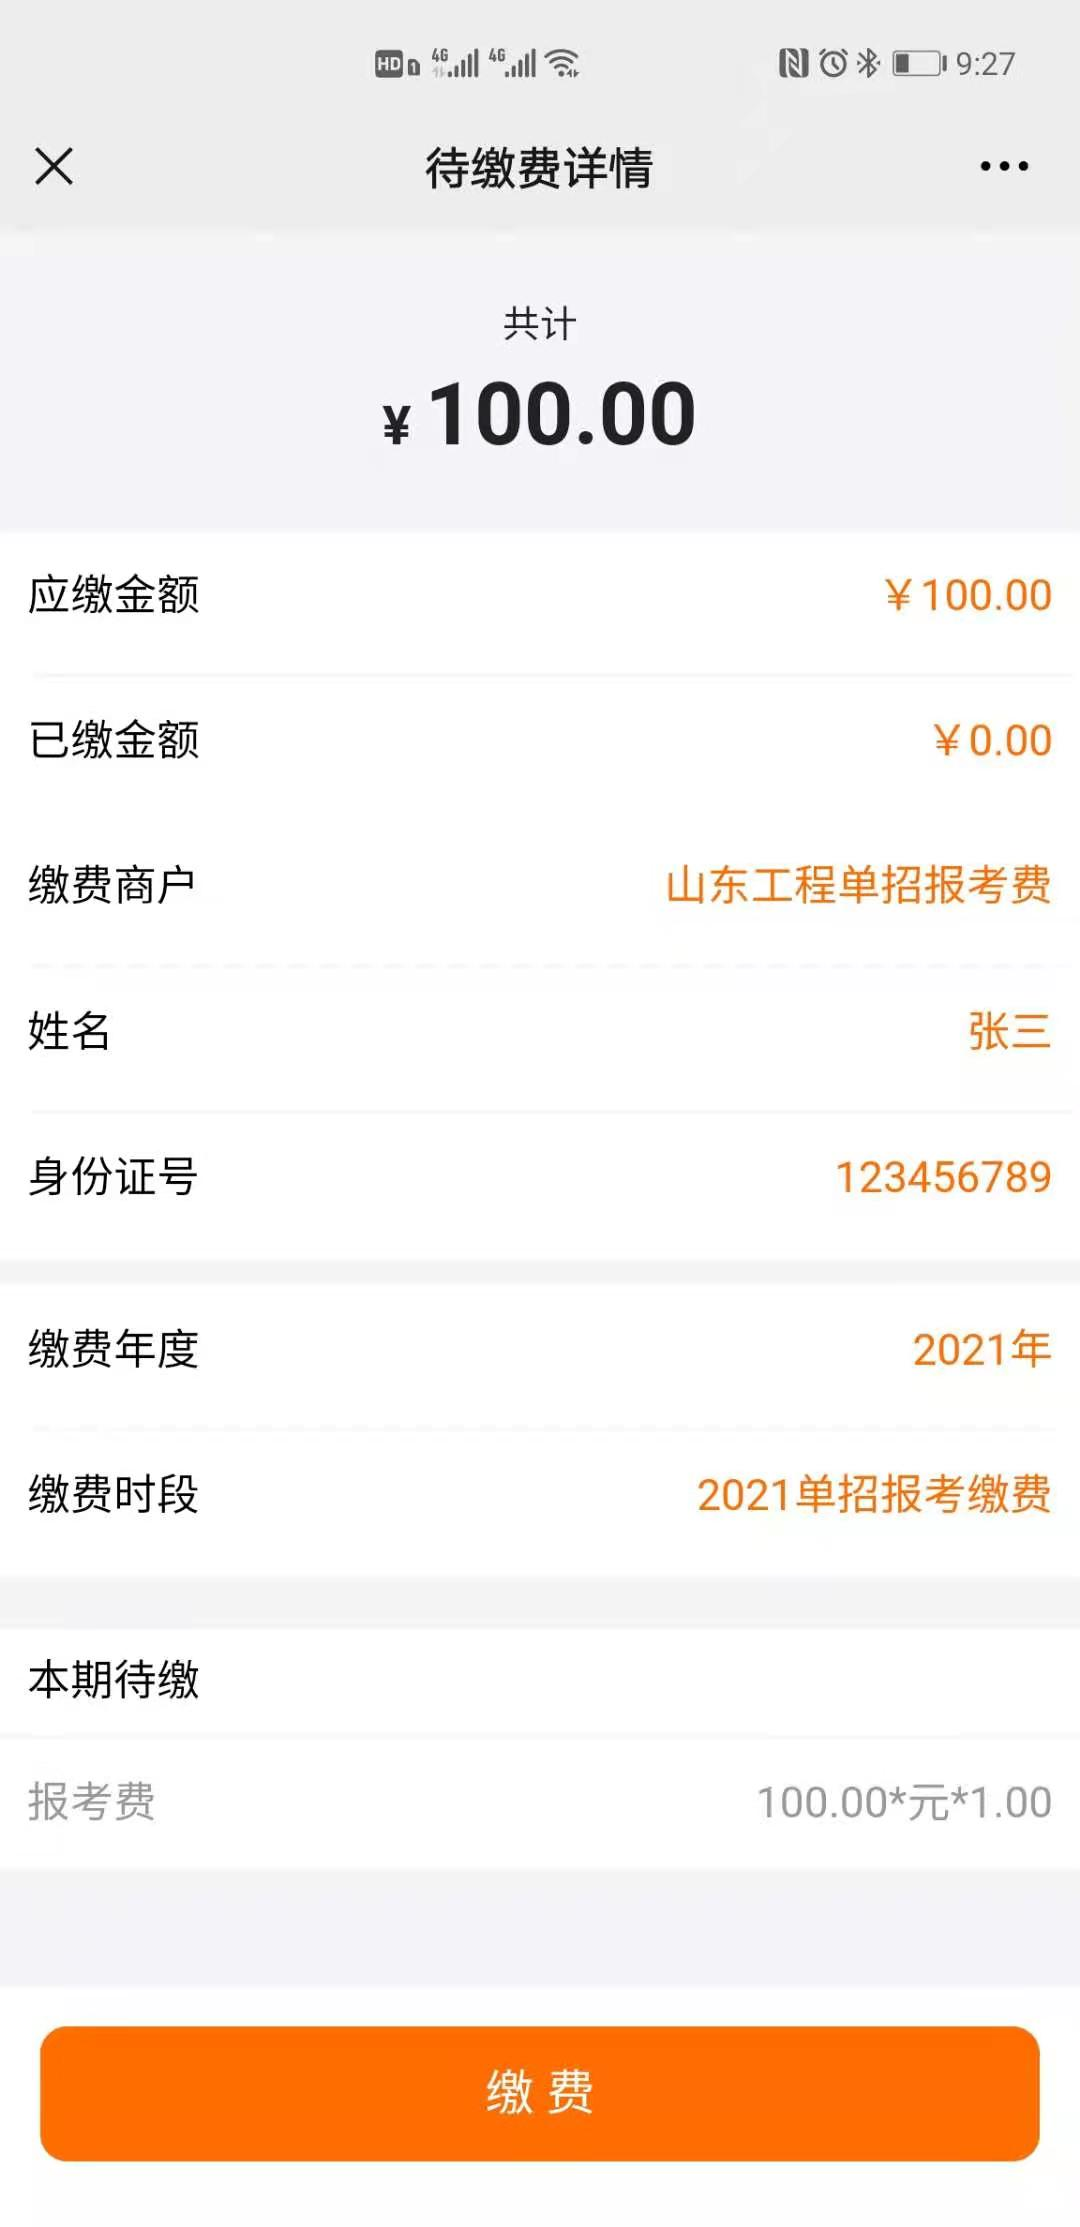 HD 1 4G 4G 9:27
待缴费详情
共计
¥ 100.00
应缴金额 ¥100.00
已缴金额 ¥0.00
缴费商户 山东工程单招报考费
姓名 张三
身份证号 123456789
缴费年度 2021年
缴费时段 2021单招报考缴费
本期待缴
报考费 100.00*元*1.00
缴 费